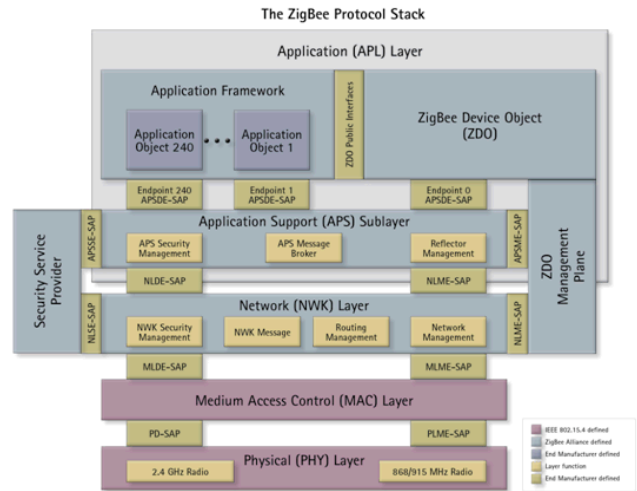 The ZigBee Protocol Stack
Application (APL) Layer
Application Framework
Application
Object 240
Application
Object 1
ZDO Public Interfaces
ZigBee Device Object
(ZDO)
Endpoint 240
APSDE-SAP
Endpoint 1
APSDE-SAP
Endpoint 0
APSDE-SAP
Security Service
Provider
APSSE-SAP
Application Support (APS) Sublayer
APS Security
Management
APS Message
Broker
Reflector
Management
APSME-SAP
ZDO
Management
Plane
NLDE-SAP
NLME-SAP
NLSE-SAP
Network (NWK) Layer
NWK Security
Management
NWK Message
Routing
Management
Network
Management
NLME-SAP
MLDE-SAP
MLME-SAP
Medium Access Control (MAC) Layer
PD-SAP
PLME-SAP
Physical (PHY) Layer
2.4 GHz Radio
868/915 MHz Radio
IEEE 802.15.4 defined
ZigBee Alliance defined
End Manufacturer defined
Layer function
End Manufacturer defined